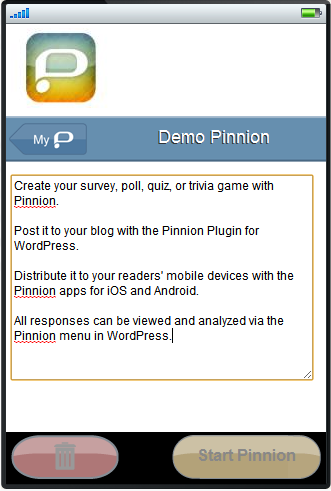 My
Demo Pinnion
Create your survey, poll, quiz, or trivia game with
Pinnion.
Post it to your blog with the Pinnion Plugin for
WordPress.
Distribute it to your readers' mobile devices with the
Pinnion apps for iOS and Android.
All responses can be viewed and analyzed via the
Pinnion menu in WordPress.
Start Pinnion